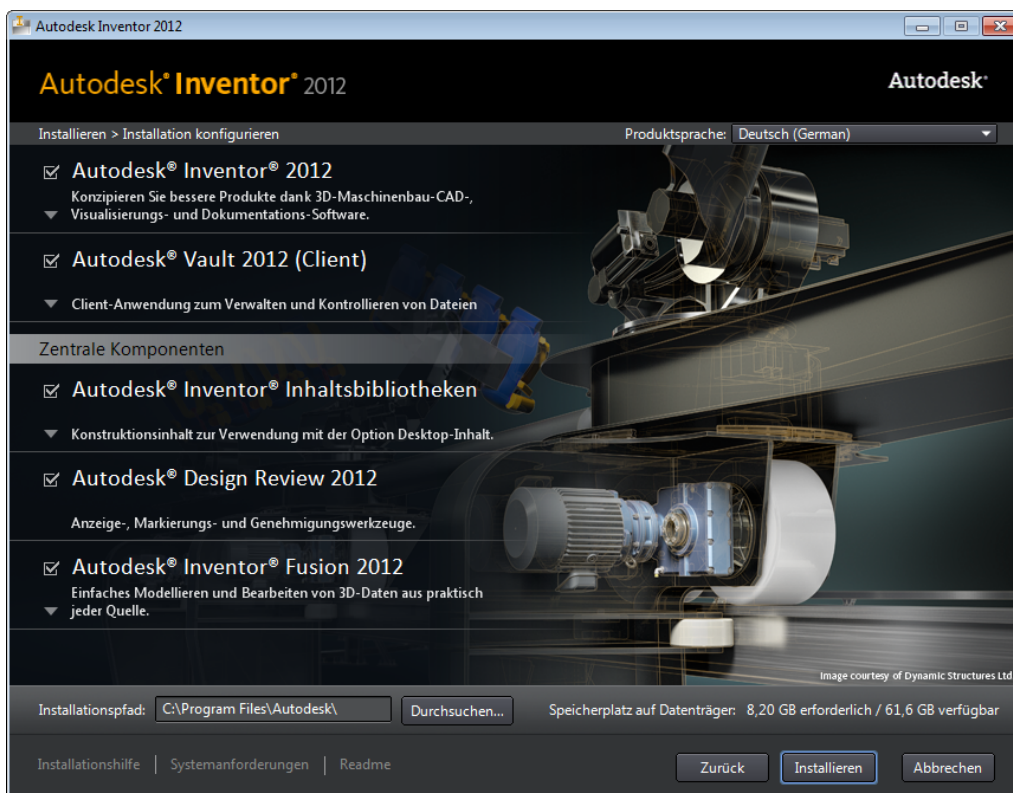 Autodesk Inventor 2012
Autodesk® Inventor® 2012
Autodesk®
Installieren > Installation konfigurieren
Produktsprache: Deutsch (German)
Autodesk® Inventor® 2012
Konzipieren Sie bessere Produkte dank 3D-Maschinenbau-CAD-,
Visualisierungs- und Dokumentations-Software.
Autodesk® Vault 2012 (Client)
Client-Anwendung zum Verwalten und Kontrollieren von Dateien
Zentrale Komponenten
Autodesk® Inventor® Inhaltsbibliotheken
Konstruktionsinhalt zur Verwendung mit der Option Desktop-Inhalt.
Autodesk® Design Review 2012
Anzeige-, Markierungs- und Genehmigungswerkzeuge.
Autodesk® Inventor® Fusion 2012
Einfaches Modellieren und Bearbeiten von 3D-Daten aus praktisch
jeder Quelle.
Image courtesy of Dynamic Structures Ltd
Installationspfad: C:\Program Files\Autodesk\ Durchsuchen... Speicherplatz auf Datenträger: 8,20 GB erforderlich / 61,6 GB verfügbar
Installationshilfe | Systemanforderungen | Readme
Zurück Installieren Abbrechen